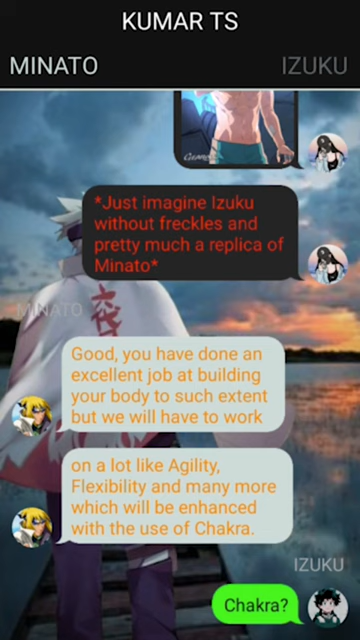 KUMAR TS
MINATO
IZUKU
*Just imagine Izuku
without freckles and
pretty much a replica of
Minato*
MINATO
Good, you have done an
excellent job at building
your body to such extent
but we will have to work
on a lot like Agility,
Flexibility and many more
which will be enhanced
with the use of Chakra.
IZUKU
Chakra?